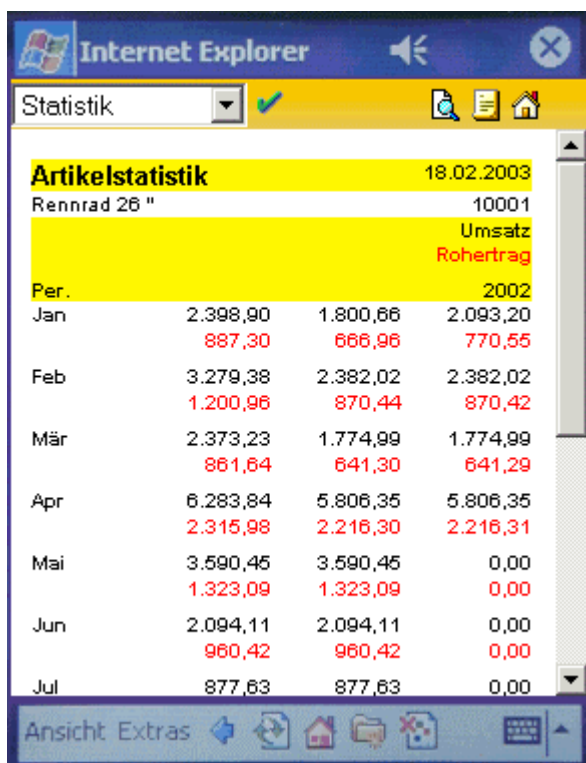 Internet Explorer
Statistik
Artikelstatistik 18.02.2003
Rennrad 26 " 10001
Umsatz
Rohertrag
Per. 2002
Jan 2.398,90 1.800,66 2.093,20
887,30 666,96 770,55
Feb 3.279,38 2.382,02 2.382,02
1.200,96 870,44 870,42
Mär 2.373,23 1.774,99 1.774,99
861,64 641,30 641,29
Apr 6.283,84 5.806,35 5.806,35
2.315,98 2.216,30 2.216,31
Mai 3.590,45 3.590,45 0,00
1.323,09 1.323,09 0,00
Jun 2.094,11 2.094,11 0,00
960,42 960,42 0,00
Jul 877,63 877,63 0,00
Ansicht Extras